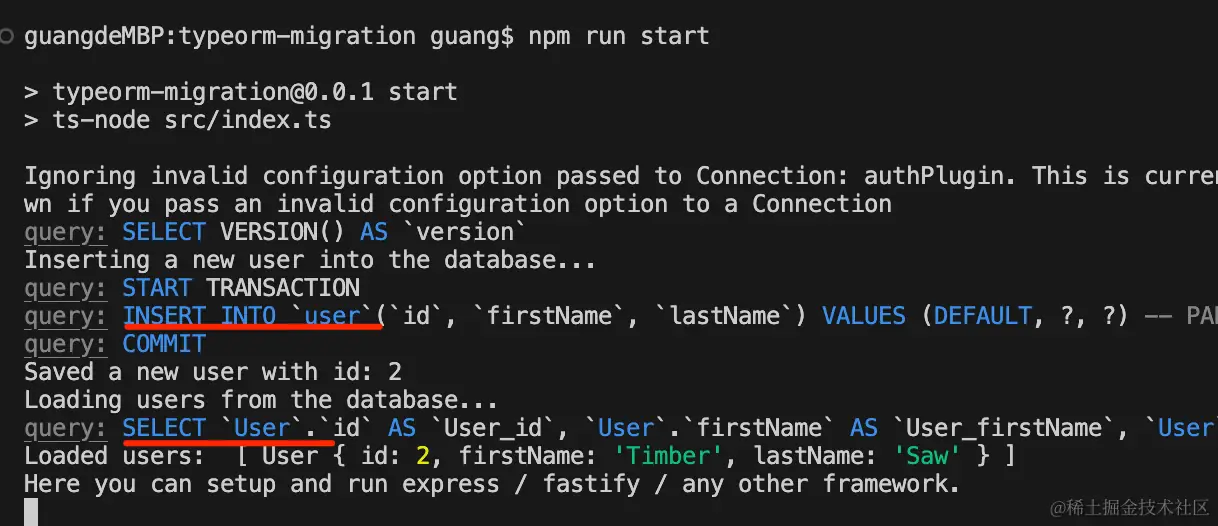 guangdeMBP:typeorm-migration guang$ npm run start
> typeorm-migration@0.0.1 start
> ts-node src/index.ts
Ignoring invalid configuration option passed to Connection: authPlugin. This is curre
wn if you pass an invalid configuration option to a Connection
query: SELECT VERSION() AS `version`
Inserting a new user into the database...
query: START TRANSACTION
query: INSERT INTO `user`(`id`, `firstName`, `lastName`) VALUES (DEFAULT, ?, ?) -- PA
query: COMMIT
Saved a new user with id: 2
Loading users from the database...
query: SELECT `User`.`id` AS `User_id`, `User`.`firstName` AS `User_firstName`, `User
Loaded users:  [ User { id: 2, firstName: 'Timber', lastName: 'Saw' } ]
Here you can setup and run express / fastify / any other framework.
@稀土掘金技术社区